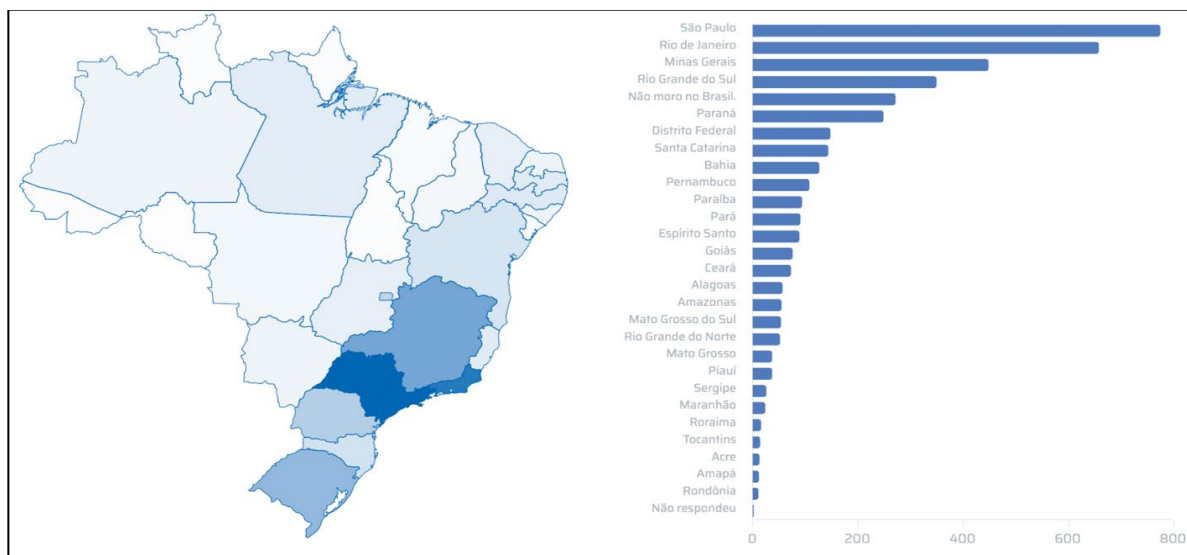 São Paulo
Rio de Janeiro
Minas Gerais
Rio Grande do Sul
Não moro no Brasil.
Paraná
Distrito Federal
Santa Catarina
Bahia
Pernambuco
Paraíba
Pará
Espírito Santo
Goiás
Ceará
Alagoas
Amazonas
Mato Grosso do Sul
Rio Grande do Norte
Mato Grosso
Piauí
Sergipe
Maranhão
Roraima
Tocantins
Acre
Amapá
Rondônia
Não respondeu
0 200 400 600 800